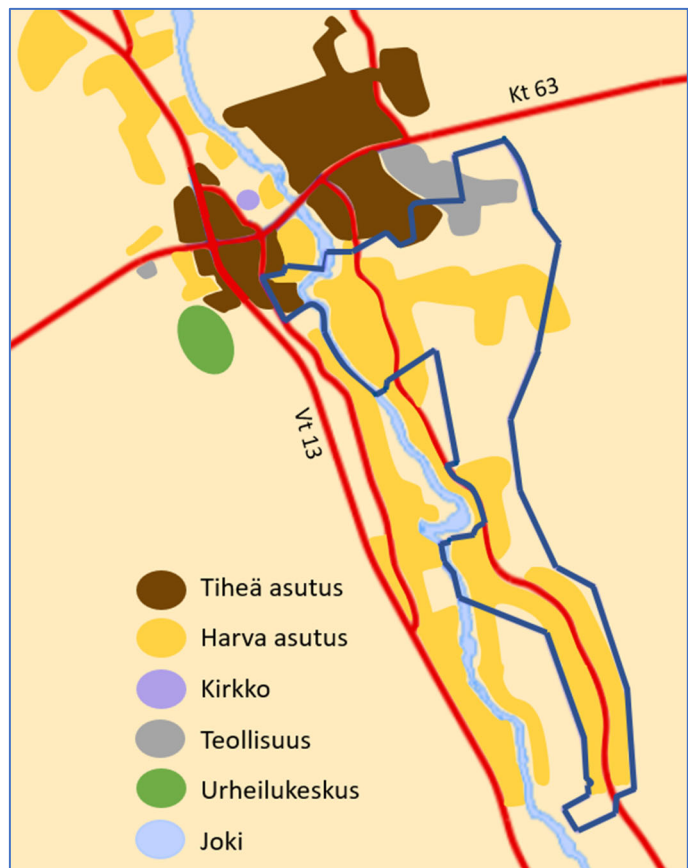 Kt 63
Vt 13
Tiheä asutus
Harva asutus
Kirkko
Teollisuus
Urheilukeskus
Joki